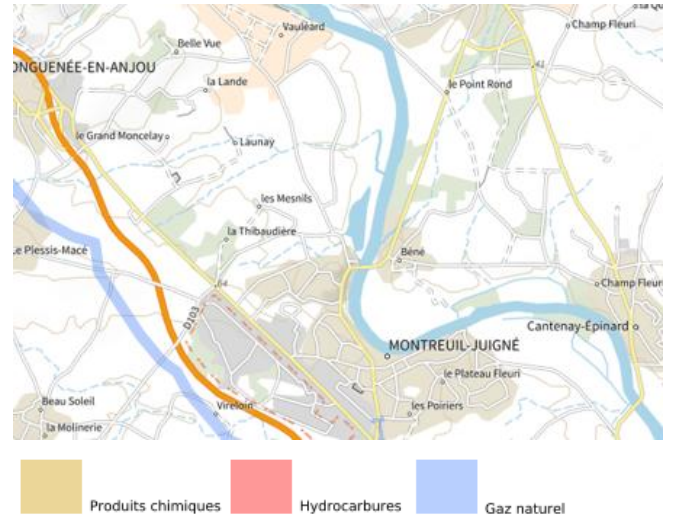 Vauléard
Champ Fleuri
Belle Vue
ONGUENÉE-EN-ANJOU
la Lande
le Point Rond
le Grand Moncelay
Launay
les Mesnils
la Thibaudière
Le Plessis-Macé
Béné
Champ Fleuri
D103
Cantenay-Épinard
MONTREUIL-JUIGNÉ
le Plateau Fleuri
Beau Soleil
Vireloin
les Poiriers
la Molinerie
Produits chimiques Hydrocarbures Gaz naturel